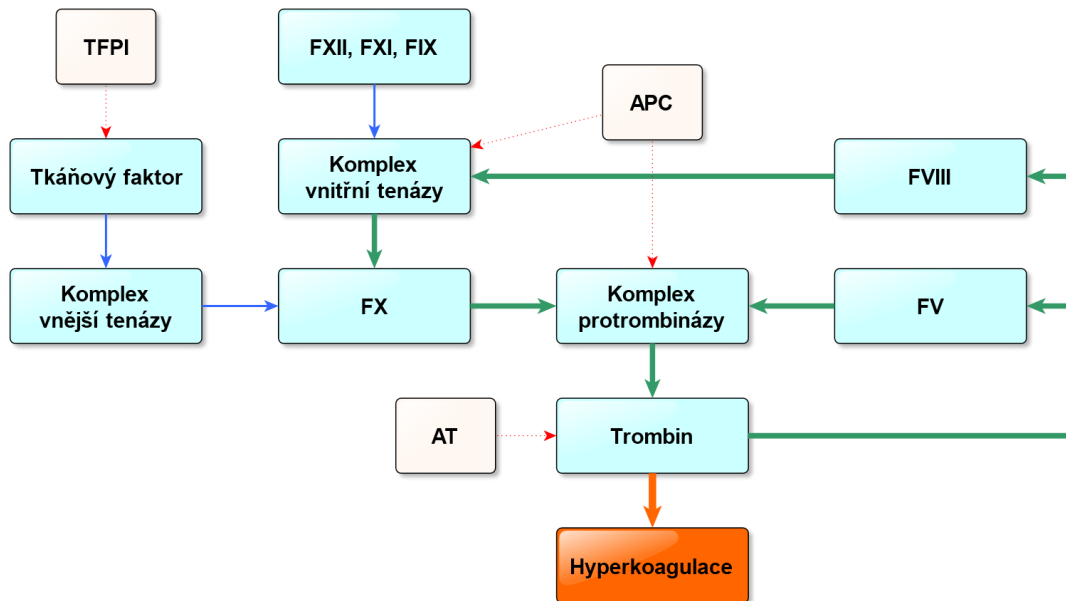 TFPI
FXII, FXI, FIX
APC
Tkáňový faktor
Komplex
vnitřní tenázy
FVIII
Komplex
vnější tenázy
FX
Komplex
protrombinázy
FV
AT
Trombin
Hyperkoagulace